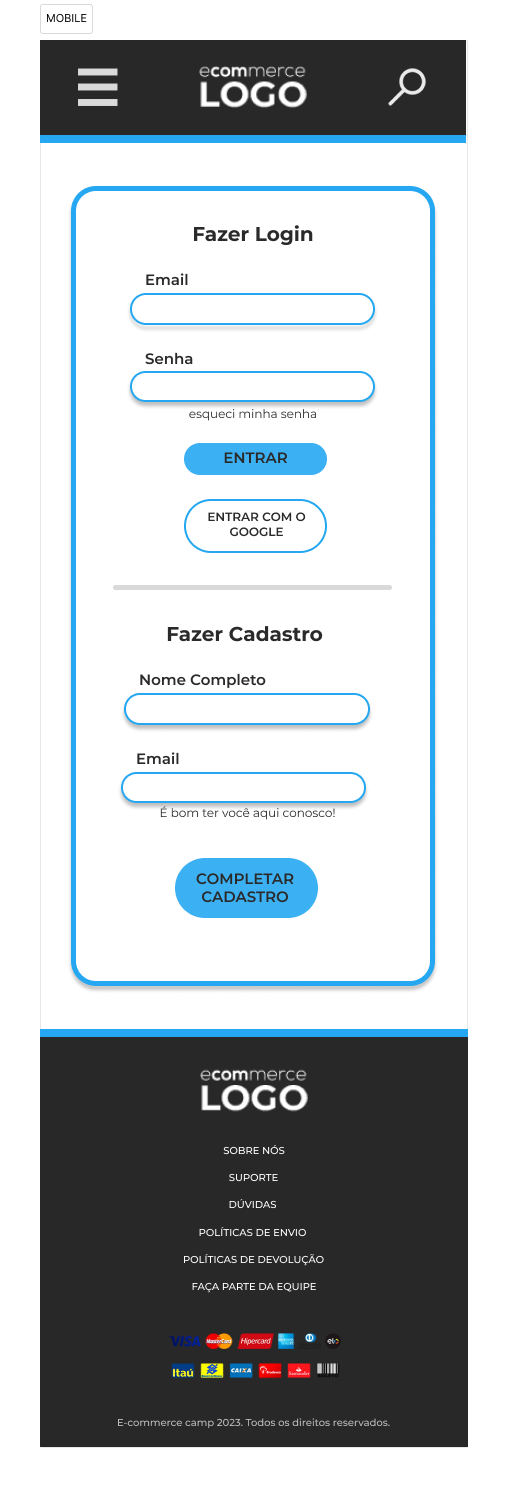 MOBILE
ecommerce
LOGO
Fazer Login
Email
Senha
esqueci minha senha
ENTRAR
ENTRAR COM O
GOOGLE
Fazer Cadastro
Nome Completo
Email
É bom ter você aqui conosco!
COMPLETAR
CADASTRO
ecommerce
LOGO
SOBRE NÓS
SUPORTE
DÚVIDAS
POLÍTICAS DE ENVIO
POLÍTICAS DE DEVOLUÇÃO
FAÇA PARTE DA EQUIPE
VISA MasterCard Hipercard elo
Itaú CAIXA Bradesco Santander
E-commerce camp 2023. Todos os direitos reservados.